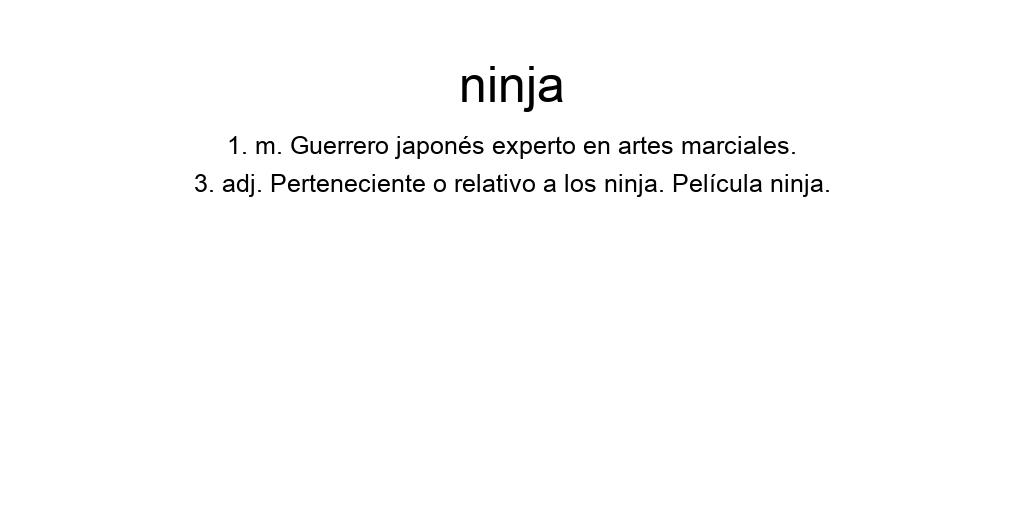 ninja
1. m. Guerrero japonés experto en artes marciales.
3. adj. Perteneciente o relativo a los ninja. Película ninja.